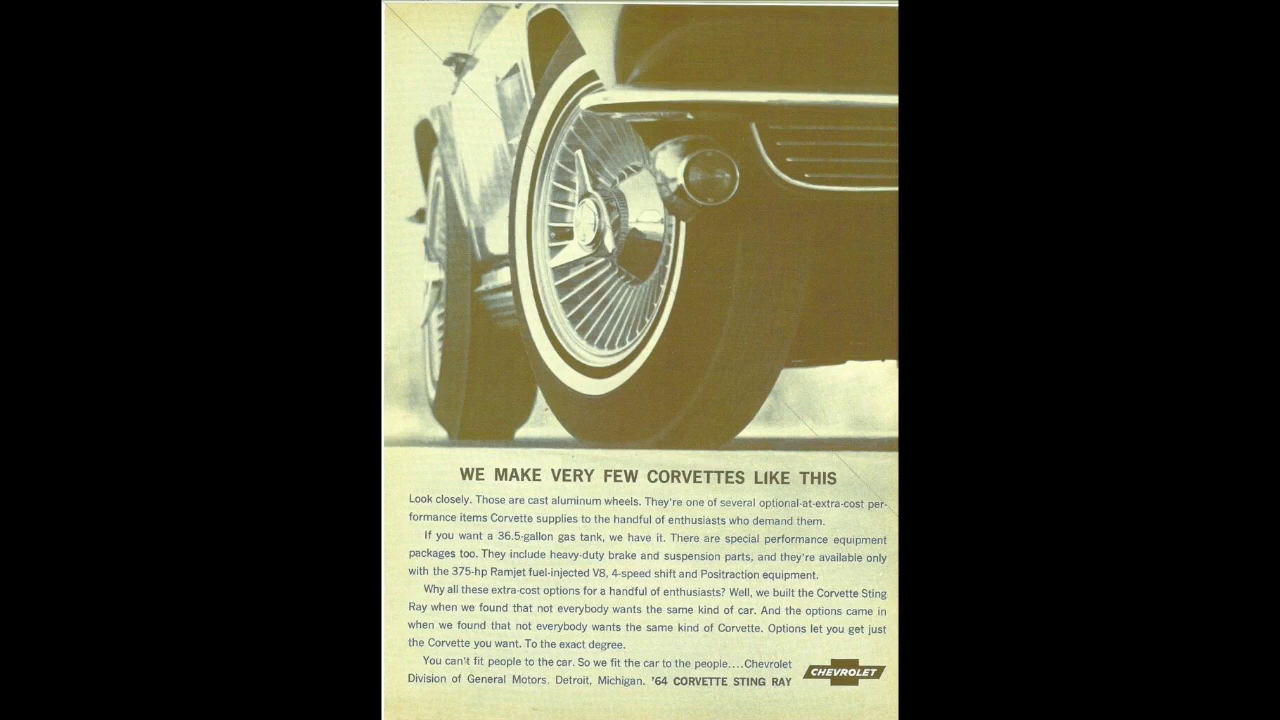 WE MAKE VERY FEW CORVETTES LIKE THIS
Look closely. Those are cast aluminum wheels. They're one of several optional-at-extra-cost per-
formance items Corvette supplies to the handful of enthusiasts who demand them.
If you want a 36.5-gallon gas tank, we have it. There are special performance equipment
packages too. They include heavy-duty brake and suspension parts, and they're available only
with the 375-hp Ramjet fuel-injected V8, 4-speed shift and Positraction equipment.
Why all these extra-cost options for a handful of enthusiasts? Well, we built the Corvette Sting
Ray when we found that not everybody wants the same kind of car. And the options came in
when we found that not everybody wants the same kind of Corvette. Options let you get just
the Corvette you want. To the exact degree.
You can't fit people to the car. So we fit the car to the people....Chevrolet
Division of General Motors, Detroit, Michigan. '64 CORVETTE STING RAY
CHEVROLET